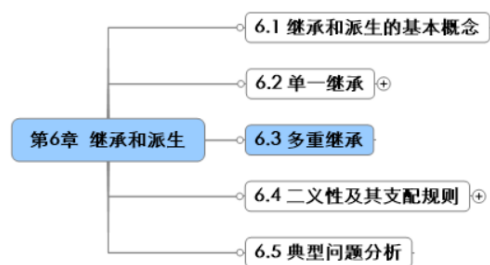 6.1 继承和派生的基本概念
6.2 单一继承
第6章 继承和派生
6.3 多重继承
6.4 二义性及其支配规则
6.5 典型问题分析